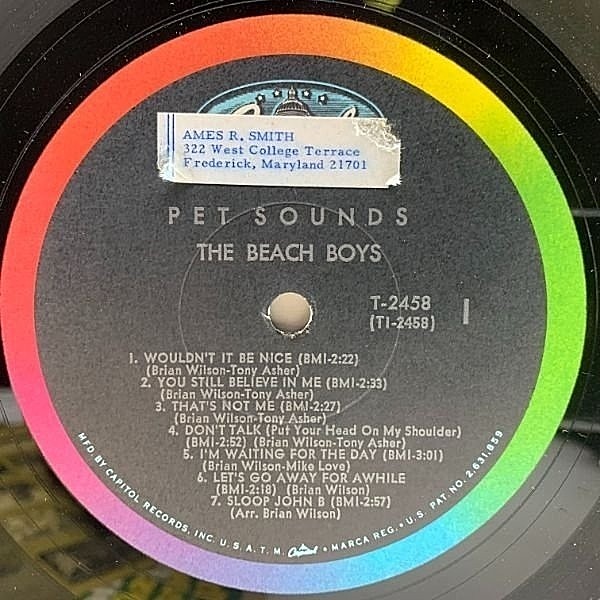 AMES R. SMITH
322 West College Terrace
Frederick, Maryland 21701
PET SOUNDS
THE BEACH BOYS
T-2458
(T1-2458)
1
1. WOULDN'T IT BE NICE (BMI-2:22)
(Brian Wilson-Tony Asher)
2. YOU STILL BELIEVE IN ME (BMI-2:33)
(Brian Wilson-Tony Asher)
3. THAT'S NOT ME (BMI-2:27)
(Brian Wilson-Tony Asher)
4. DON'T TALK (Put Your Head On My Shoulder)
(BMI-2:52) (Brian Wilson-Tony Asher)
5. I'M WAITING FOR THE DAY (BMI-3:01)
(Brian Wilson-Mike Love)
6. LET'S GO AWAY FOR AWHILE
(BMI-2:18) (Brian Wilson)
7. SLOOP JOHN B (BMI-2:57)
(Arr. Brian Wilson)
MFD. BY CAPITOL RECORDS, INC. U. S. A. T. M. Capitol • MARCA REG. • U. S. PAT. NO. 2,631,859